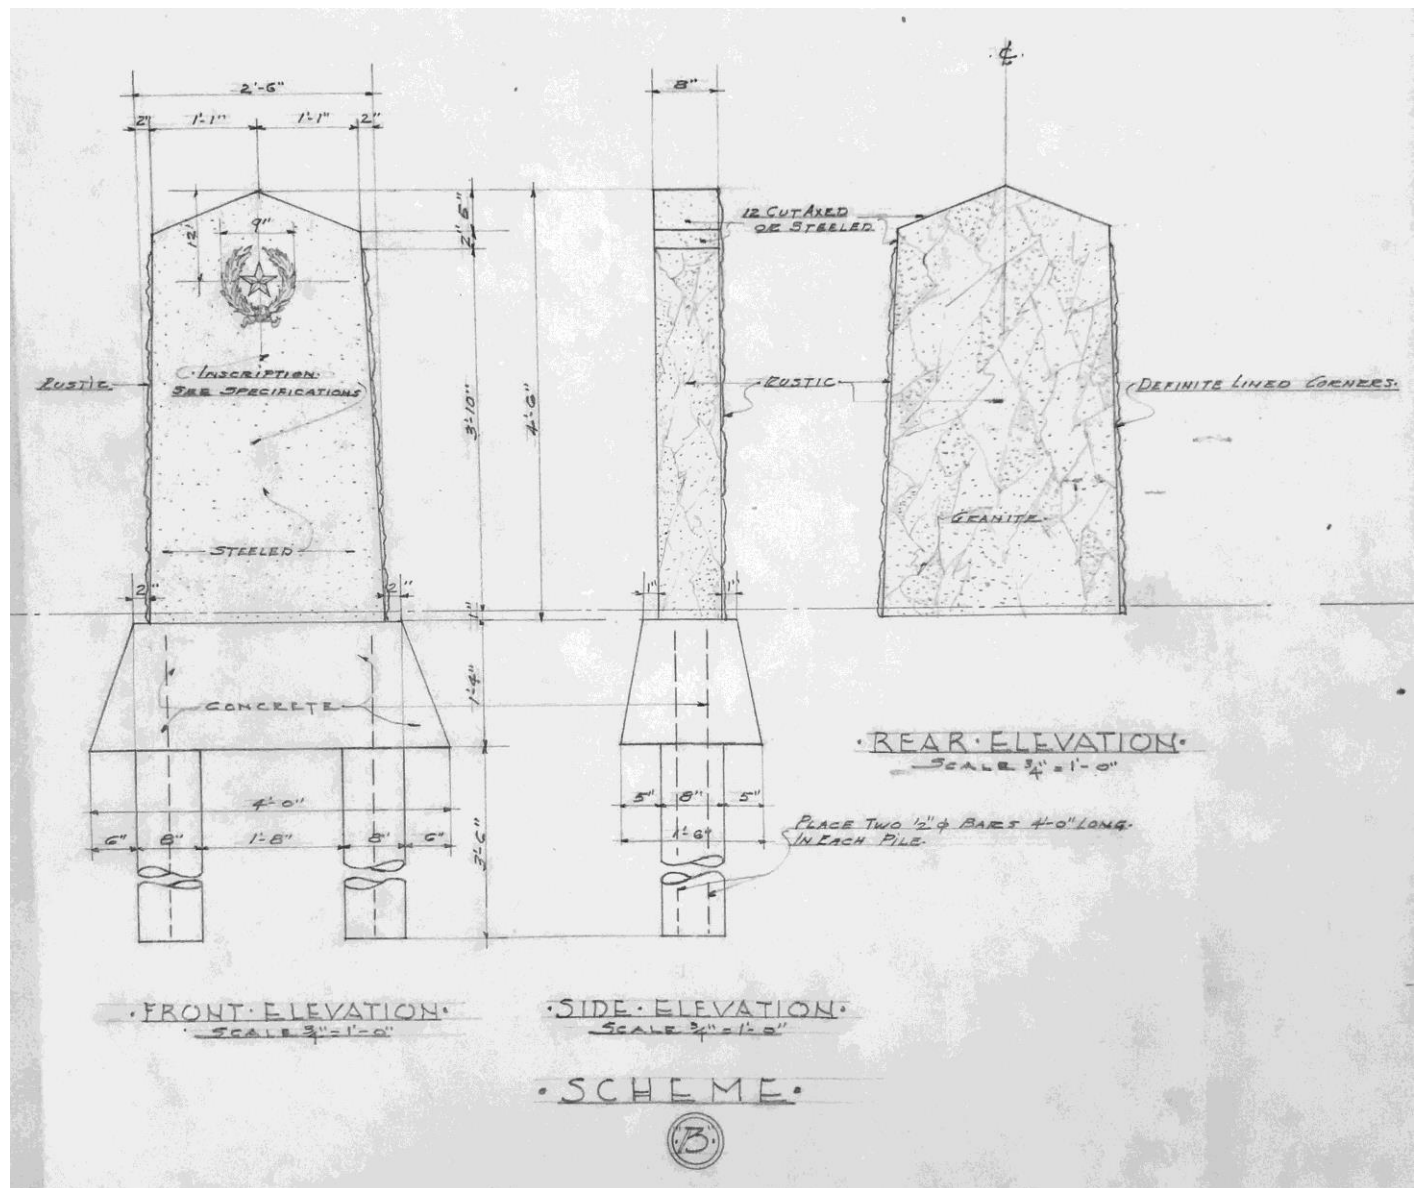 ℄
2'-6"
8"
2"
1'-1"
1'-1"
2"
9"
12"
2"
4'-6"
3'-10"
12 CUT AXED
OR STEELED
INSCRIPTION
SEE SPECIFICATIONS
RUSTIC
RUSTIC
DEFINITE LINED CORNERS.
GRANITE
STEELED
2"
2"
1"
1"
1"
1'-4"
CONCRETE
·REAR·ELEVATION·
SCALE ¾" = 1'-0"
4'-0"
6"
8"
1'-8"
8"
6"
3'-6"
5"
8"
5"
1'-6"
PLACE TWO ½" ϕ BARS 4'-0" LONG.
IN EACH PILE.
·FRONT·ELEVATION·
SCALE ¾" = 1'-0"
·SIDE·ELEVATION·
SCALE ¾" = 1'-0"
·SCHEME·
"B"